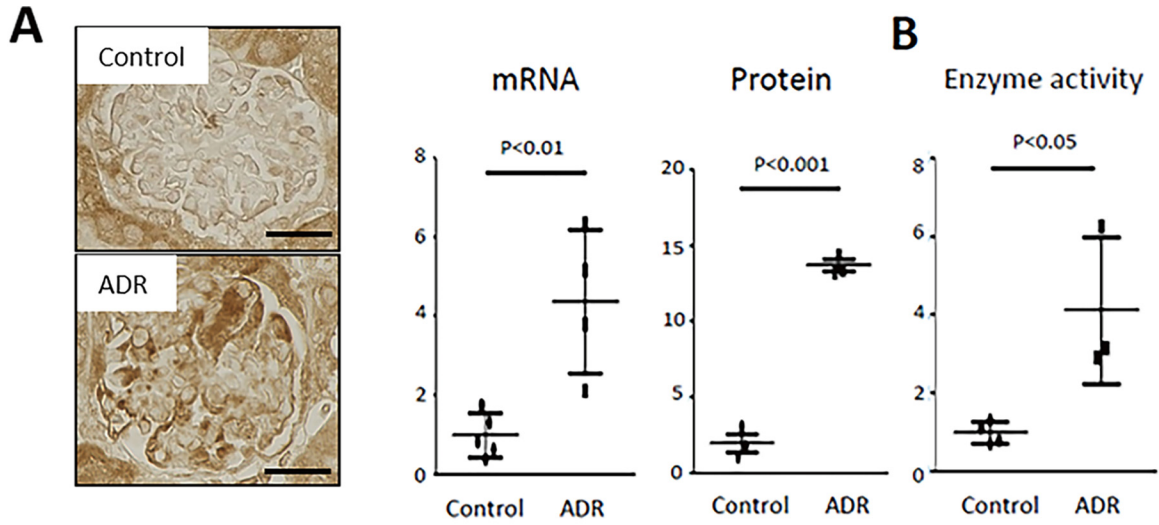 A
Control
ADR
mRNA
P<0.01
8
6
4
2
0
Control ADR
Protein
P<0.001
20
15
10
5
0
Control ADR
B
Enzyme activity
P<0.05
8
6
4
2
0
Control ADR